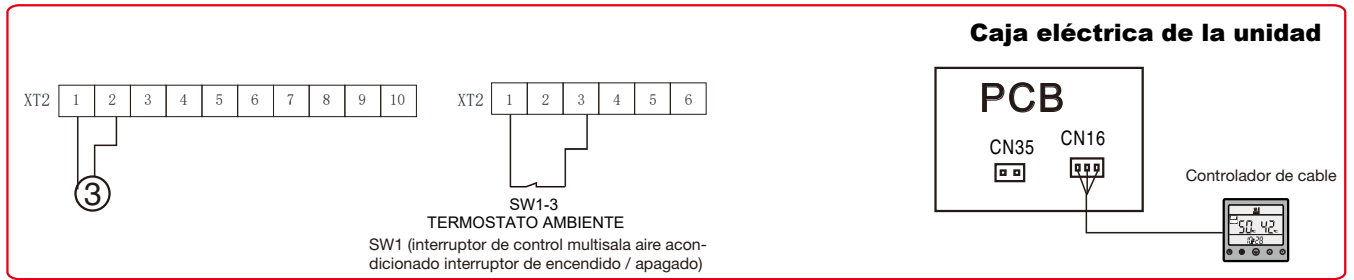 Caja eléctrica de la unidad
XT2 1 2 3 4 5 6 7 8 9 10
3
XT2 1 2 3 4 5 6
SW1-3
TERMOSTATO AMBIENTE
SW1 (interruptor de control multisala aire acon-
dicionado interruptor de encendido / apagado)
PCB
CN35 CN16
Controlador de cable
50 42